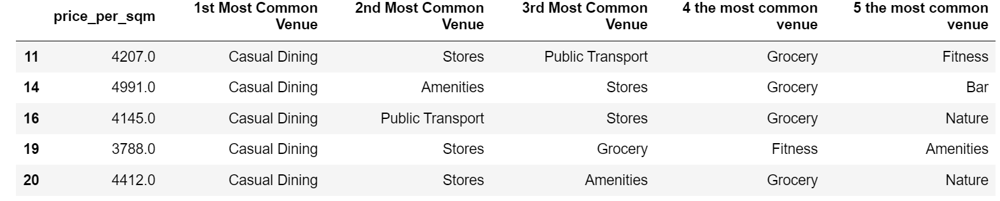 price_per_sqm 1st Most Common Venue 2nd Most Common Venue 3rd Most Common Venue 4 the most common venue 5 the most common venue
11 4207.0 Casual Dining Stores Public Transport Grocery Fitness
14 4991.0 Casual Dining Amenities Stores Grocery Bar
16 4145.0 Casual Dining Public Transport Stores Grocery Nature
19 3788.0 Casual Dining Stores Grocery Fitness Amenities
20 4412.0 Casual Dining Stores Amenities Grocery Nature